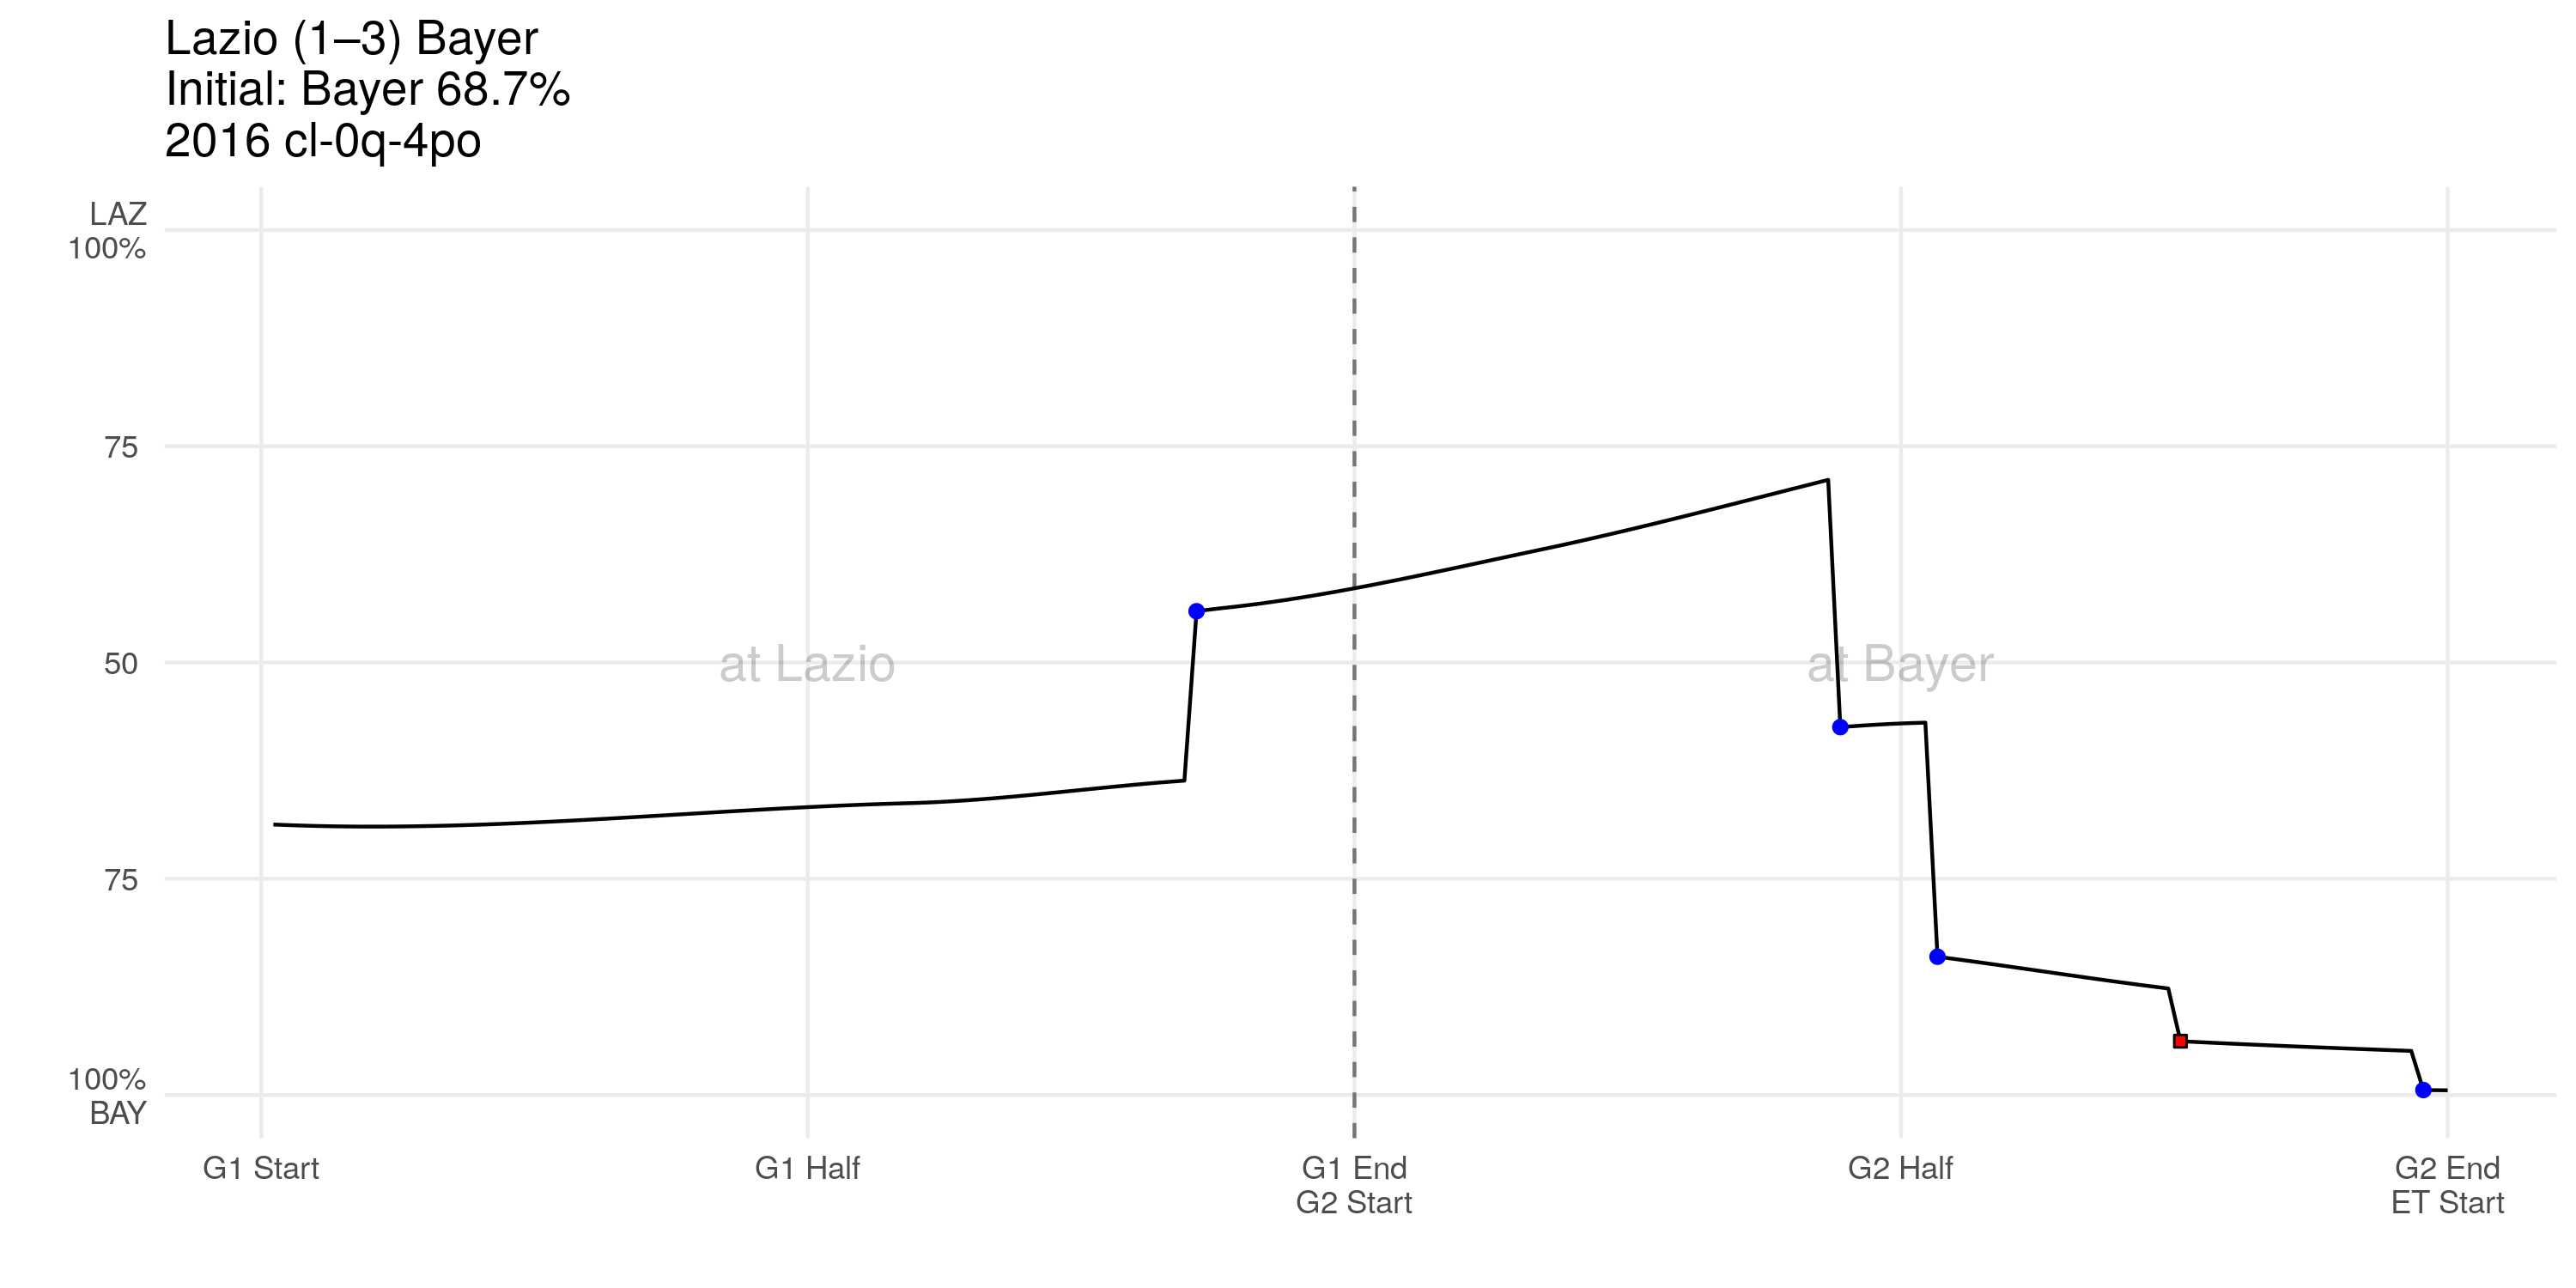 Lazio (1–3) Bayer
Initial: Bayer 68.7%
2016 cl-0q-4po
LAZ
100%
75
50
75
100%
BAY
at Lazio
at Bayer
G1 Start
G1 Half
G1 End
G2 Start
G2 Half
G2 End
ET Start